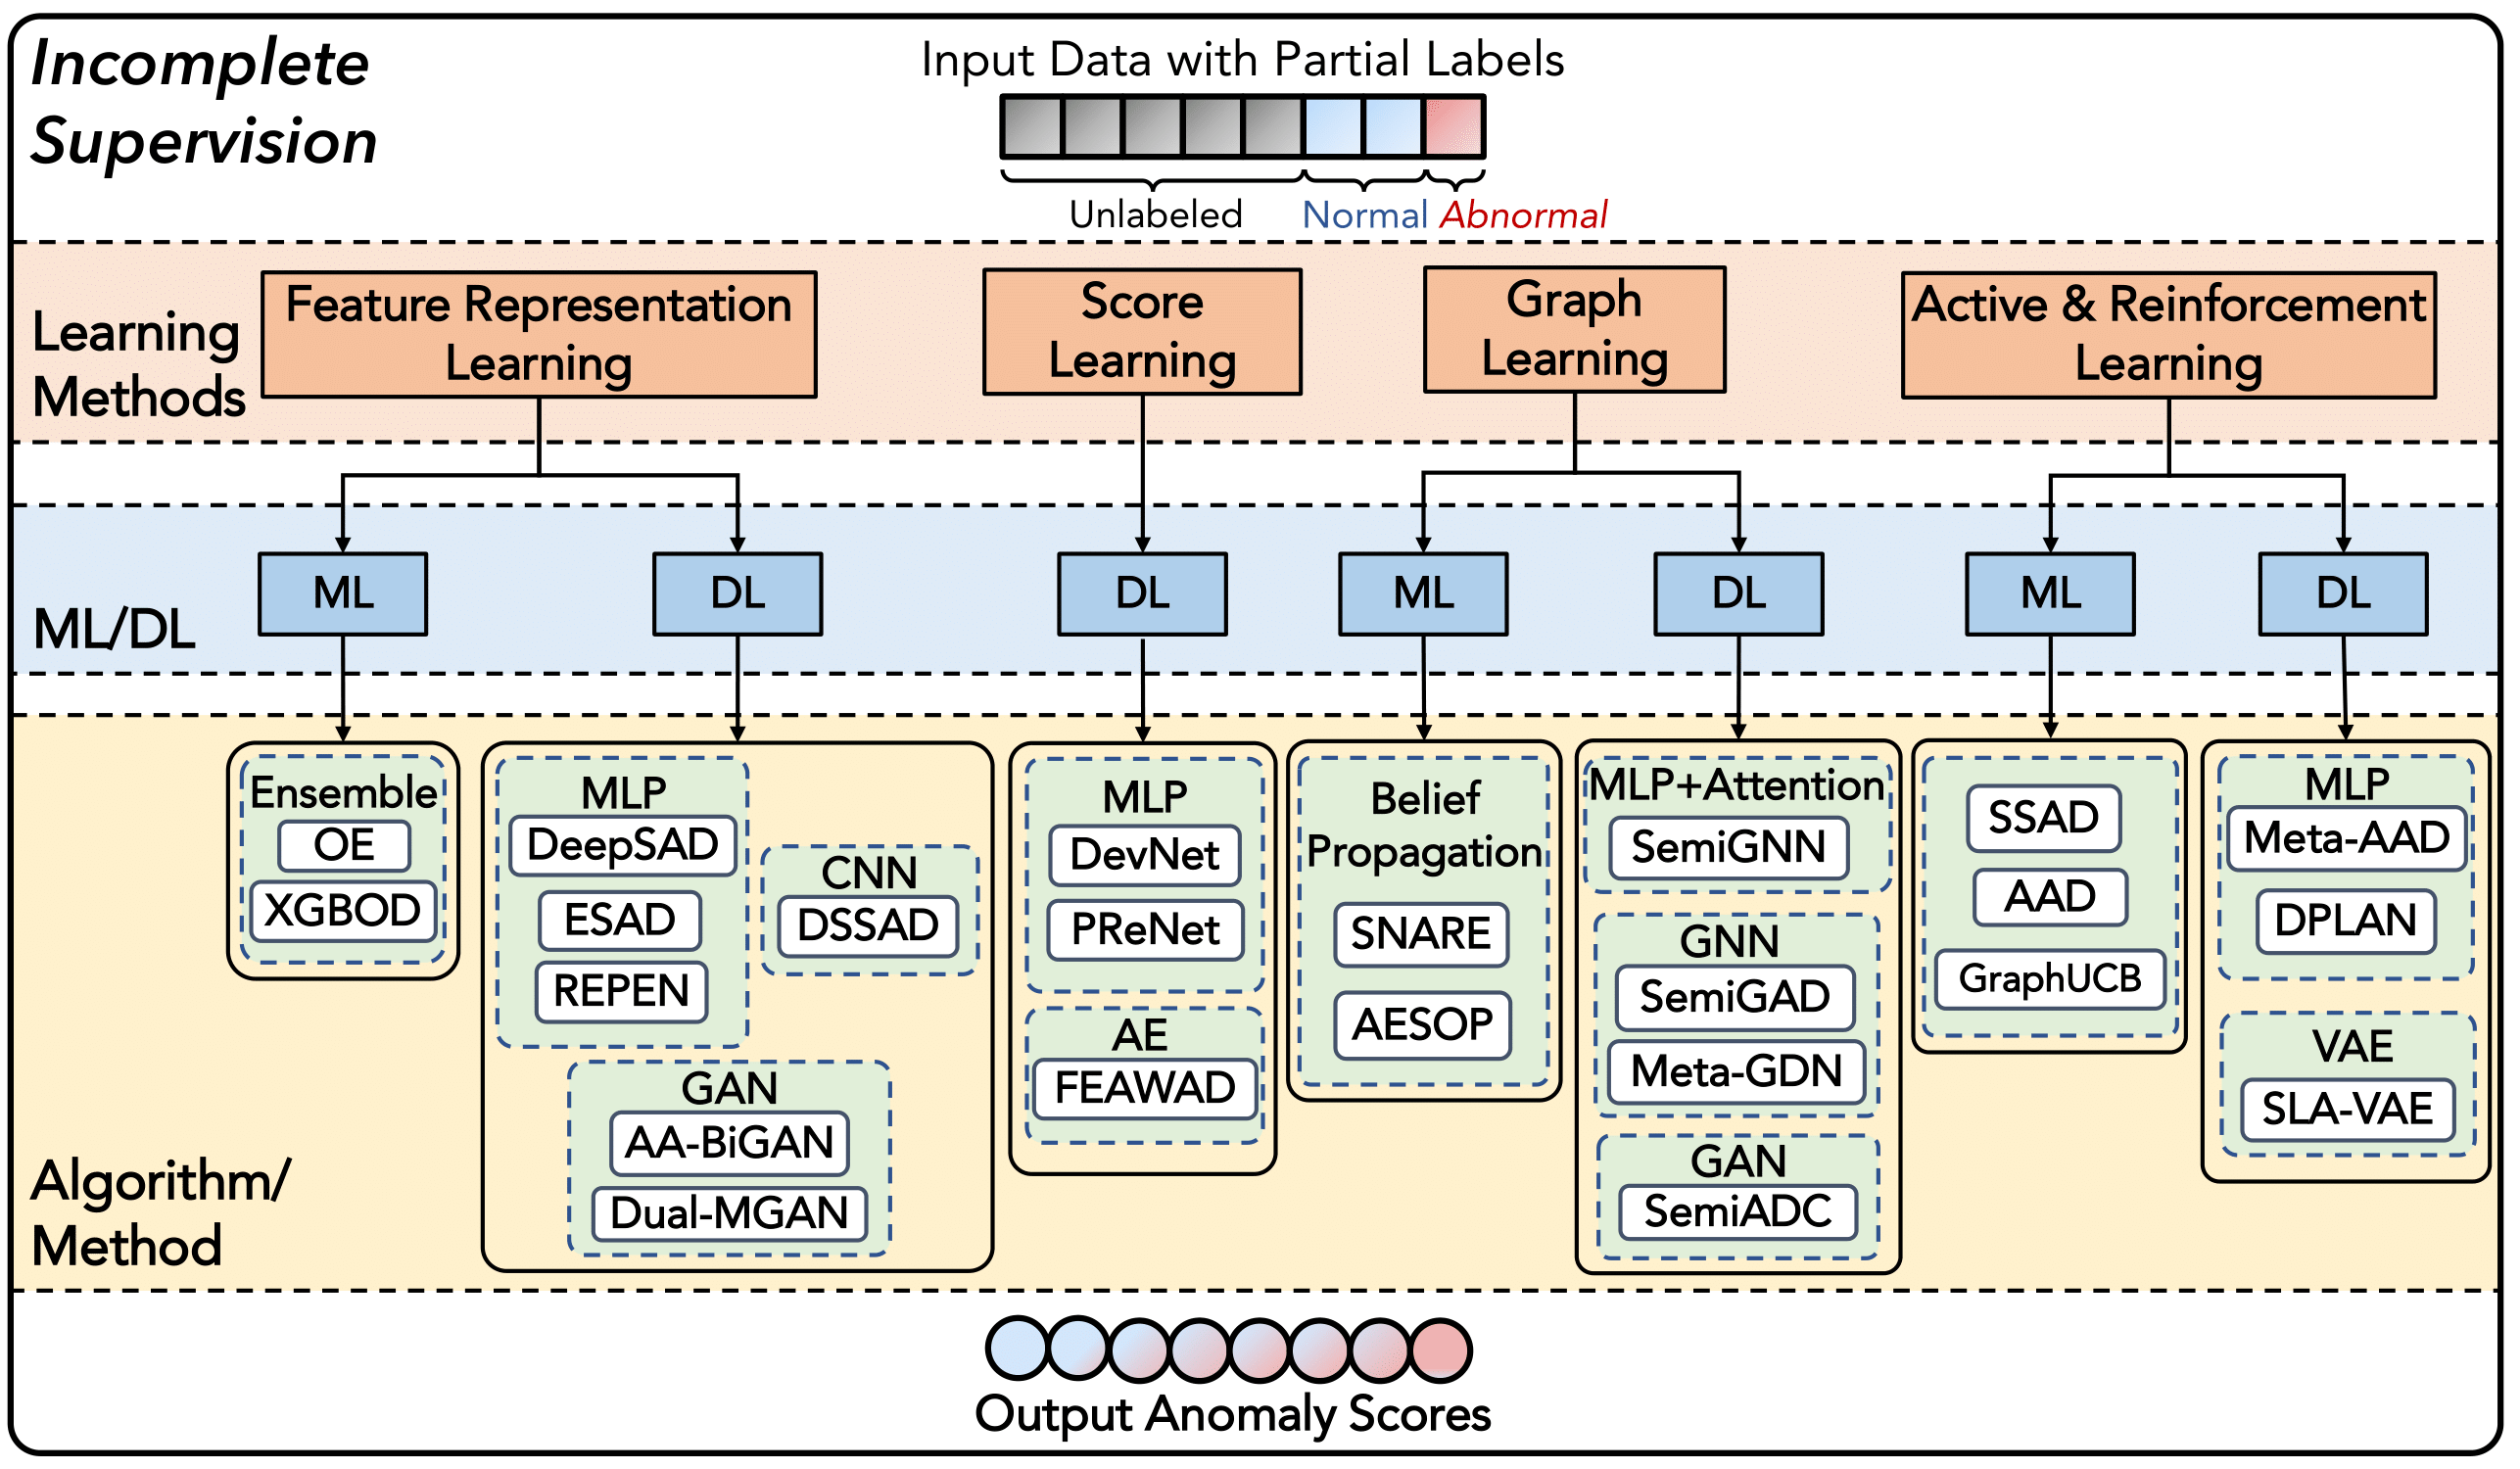 Incomplete
Supervision
Input Data with Partial Labels
Unlabeled
Normal
Abnormal
Learning
Methods
Feature Representation
Learning
Score
Learning
Graph
Learning
Active & Reinforcement
Learning
ML/DL
ML
DL
DL
ML
DL
ML
DL
Algorithm/
Method
Ensemble
OE
XGBOD
MLP
DeepSAD
ESAD
REPEN
CNN
DSSAD
GAN
AA-BiGAN
Dual-MGAN
MLP
DevNet
PReNet
AE
FEAWAD
Belief
Propagation
SNARE
AESOP
MLP+Attention
SemiGNN
GNN
SemiGAD
Meta-GDN
GAN
SemiADC
SSAD
AAD
GraphUCB
MLP
Meta-AAD
DPLAN
VAE
SLA-VAE
Output Anomaly Scores